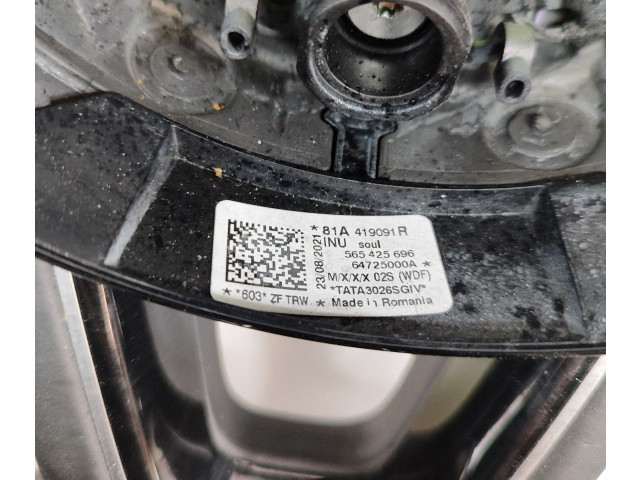 *81A 419091R
INU soul
565 425 696
64725000A *
M/X/X/X 02S (WDF)
*TATA3026SGIV*
* Made in Romania
23/08/2021
* *603* ZF TRW